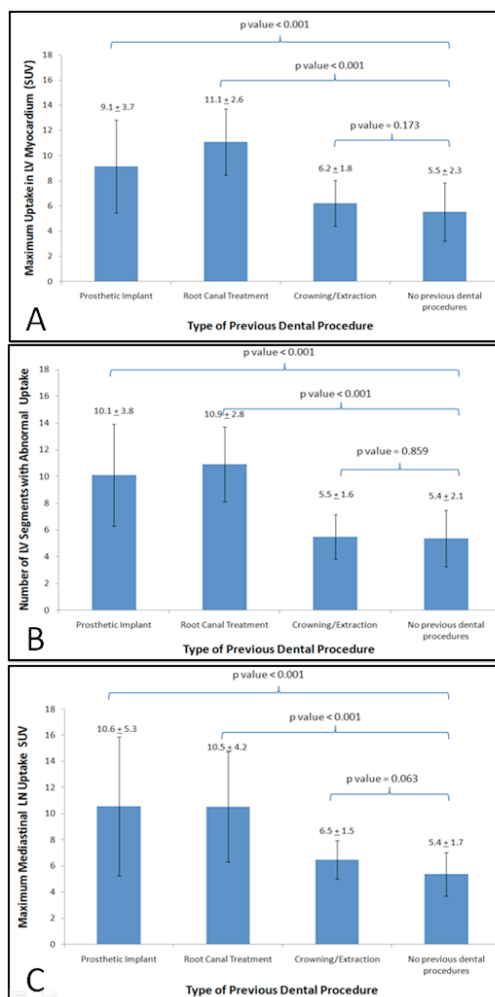 p value < 0.001
p value < 0.001
p value = 0.173
Maximum Uptake in LV Myocardium (SUV)
18
16
14
12
10
8
6
4
2
0
9.1 ± 3.7
11.1 ± 2.6
6.2 ± 1.8
5.5 ± 2.3
Prosthetic Implant
Root Canal Treatment
Crowning/Extraction
No previous dental
procedures
Type of Previous Dental Procedure
A
p value < 0.001
p value < 0.001
p value = 0.859
Number of LV Segments with Abnormal Uptake
18
16
14
12
10
8
6
4
2
0
10.1 ± 3.8
10.9 ± 2.8
5.5 ± 1.6
5.4 ± 2.1
Prosthetic Implant
Root Canal Treatment
Crowning/Extraction
No previous dental
procedures
Type of Previous Dental Procedure
B
p value < 0.001
p value < 0.001
p value = 0.063
Maximum Mediastinal LN Uptake SUV
18
16
14
12
10
8
6
4
2
0
10.6 ± 5.3
10.5 ± 4.2
6.5 ± 1.5
5.4 ± 1.7
Prosthetic Implant
Root Canal Treatment
Crowning/Extraction
No previous dental
procedures
Type of Previous Dental Procedure
C